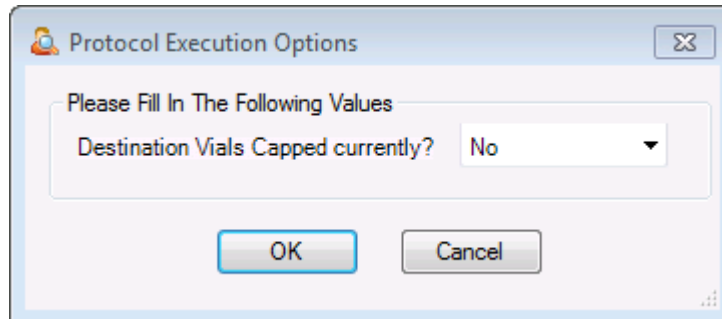 Protocol Execution Options
Please Fill In The Following Values
Destination Vials Capped currently? No
OK Cancel